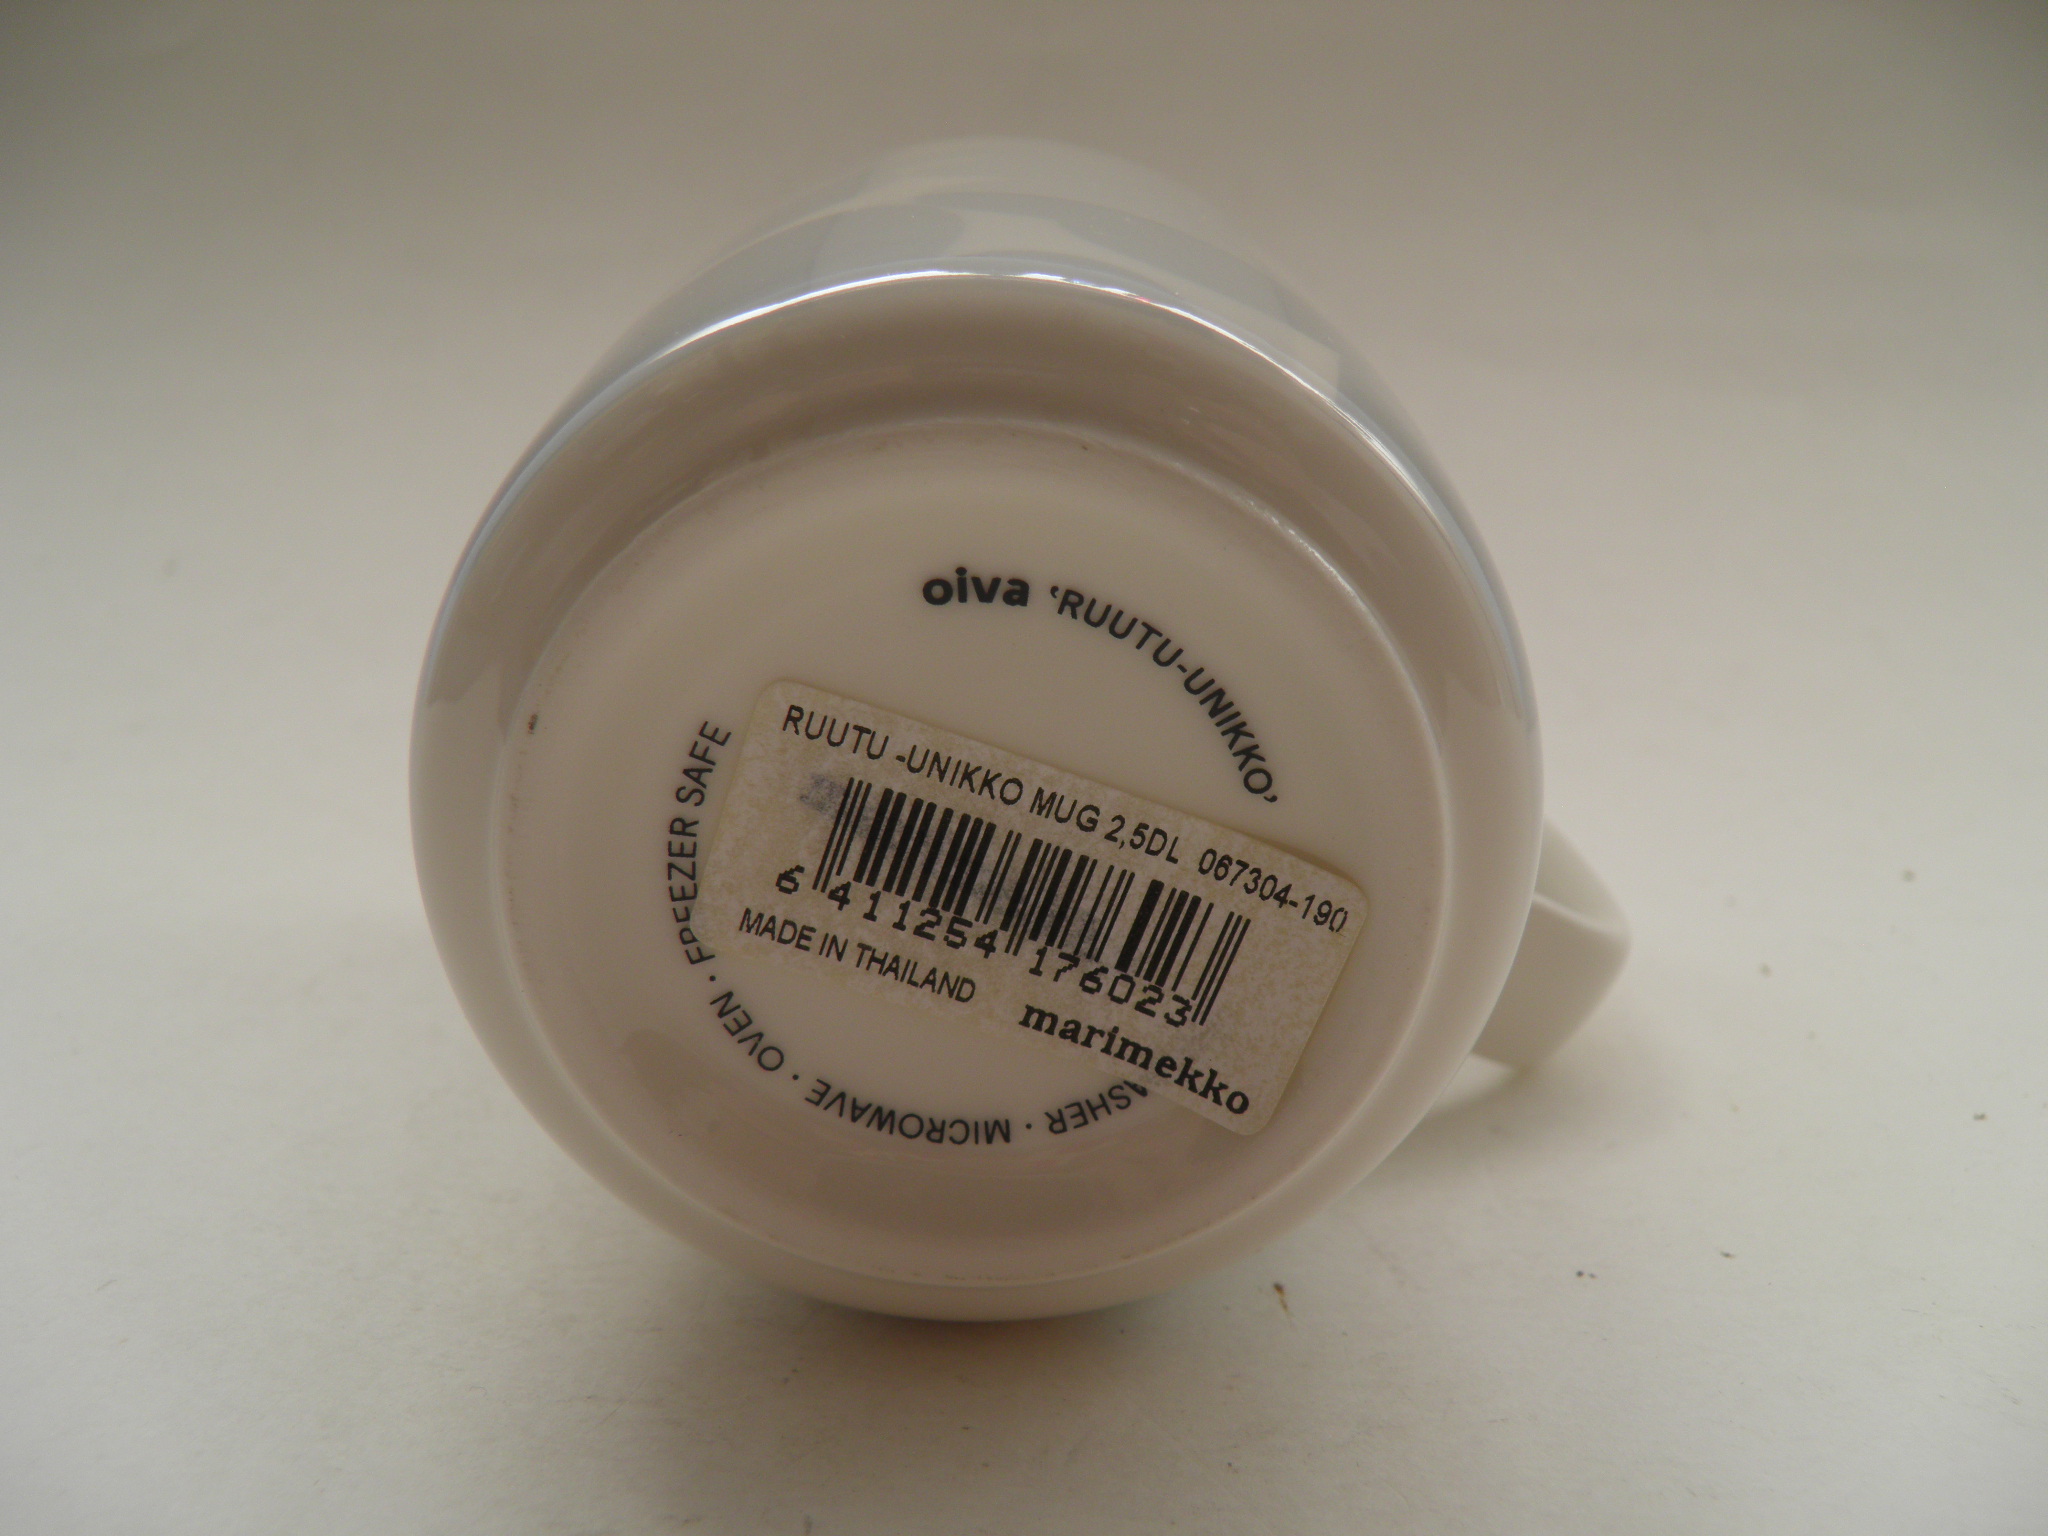 oiva ‘RUUTU-UNIKKO’
RUUTU -UNIKKO MUG 2,5DL 067304-190
6 411254 176023
MADE IN THAILAND
marimekko
ASHER · MICROWAVE · OVEN · FREEZER SAFE